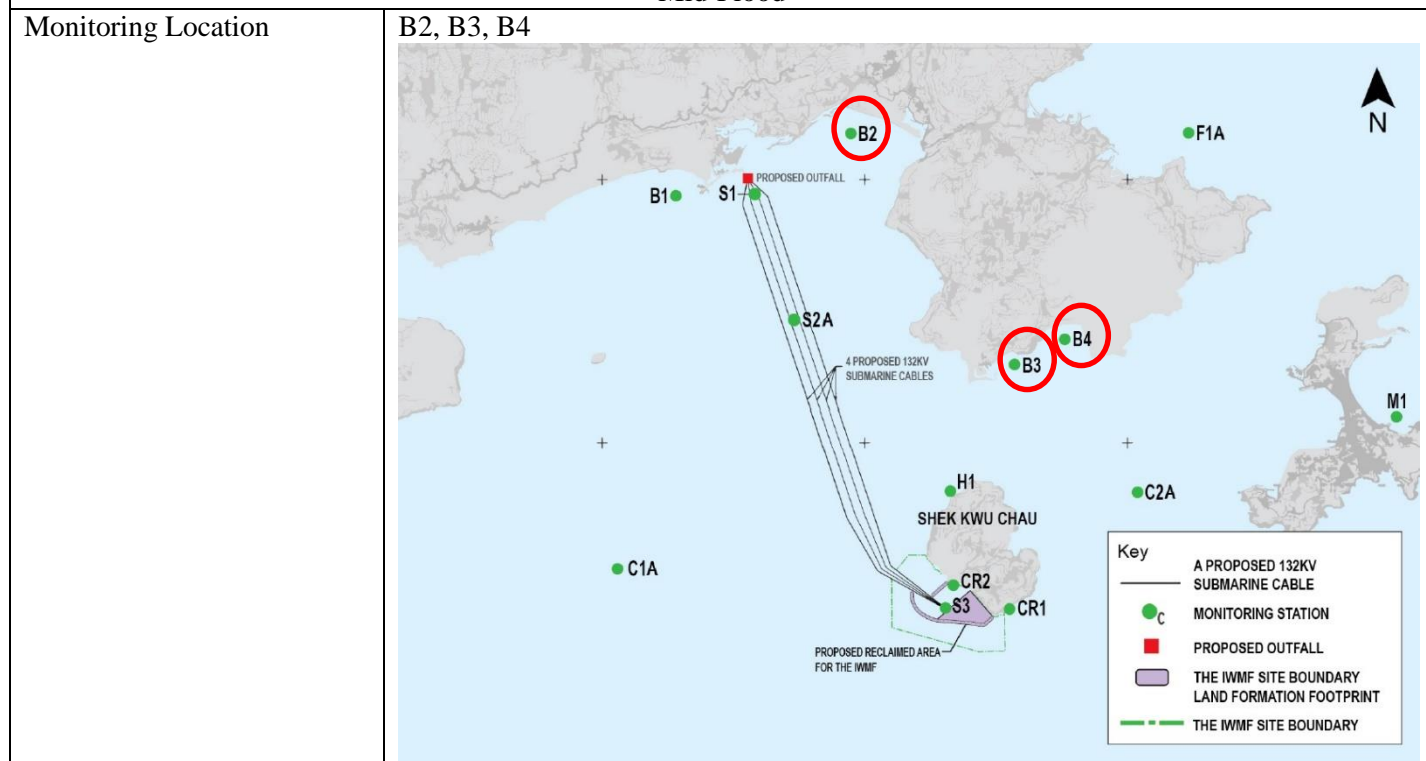 Monitoring Location
B2, B3, B4
N
B2
F1A
PROPOSED OUTFALL
B1
S1
S2A
B4
B3
4 PROPOSED 132KV
SUBMARINE CABLES
M1
H1
C2A
SHEK KWU CHAU
C1A
CR2
S3
CR1
PROPOSED RECLAIMED AREA
FOR THE IWMF
Key
A PROPOSED 132KV
SUBMARINE CABLE
C
MONITORING STATION
PROPOSED OUTFALL
THE IWMF SITE BOUNDARY
LAND FORMATION FOOTPRINT
THE IWMF SITE BOUNDARY